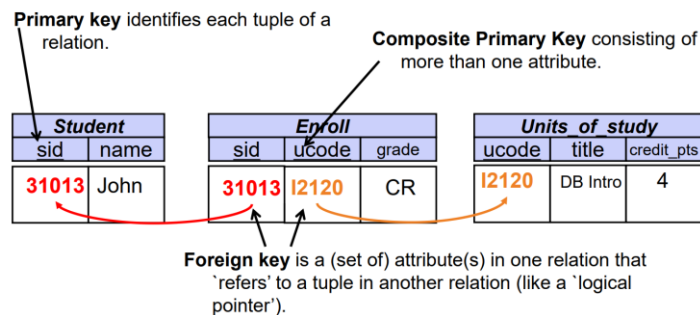 Primary key identifies each tuple of a
relation.
Composite Primary Key consisting of
more than one attribute.
Student
sid name
31013 John
Enroll
sid ucode grade
31013 I2120 CR
Units_of_study
ucode title credit_pts
I2120 DB Intro 4
Foreign key is a (set of) attribute(s) in one relation that
`refers' to a tuple in another relation (like a `logical
pointer').